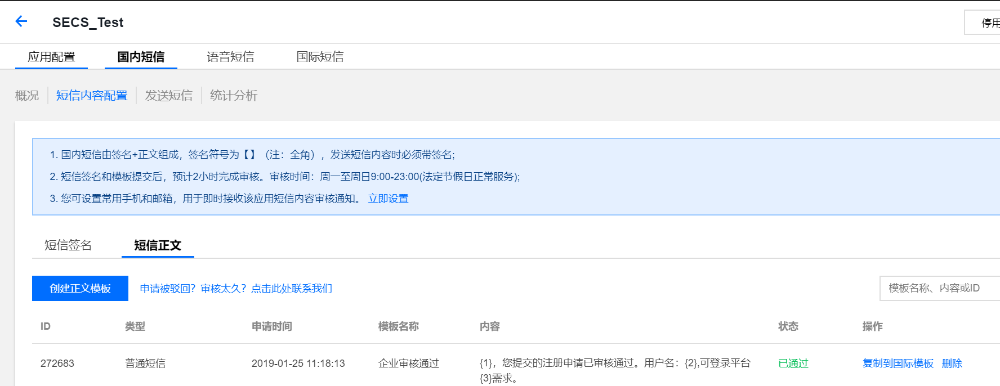 SECS_Test
停用
应用配置 国内短信 语音短信 国际短信
概况 短信内容配置 发送短信 统计分析
1. 国内短信由签名+正文组成，签名符号为【】（注：全角），发送短信内容时必须带签名;
2. 短信签名和模板提交后，预计2小时完成审核。审核时间：周一至周日9:00-23:00(法定节假日正常服务);
3. 您可设置常用手机和邮箱，用于即时接收该应用短信内容审核通知。 立即设置
短信签名 短信正文
创建正文模板 申请被驳回？审核太久？点击此处联系我们 模板名称、内容或ID
ID 类型 申请时间 模板名称 内容 状态 操作
272683 普通短信 2019-01-25 11:18:13 企业审核通过 {1}，您提交的注册申请已审核通过。用户名：{2},可登录平台 已通过 复制到国际模板 删除
{3}需求。